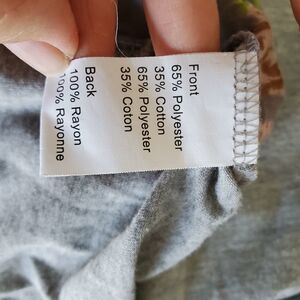 Front
65% Polyester
35% Cotton
65% Polyester
35% Coton
Back
100% Rayon
100% Rayonne